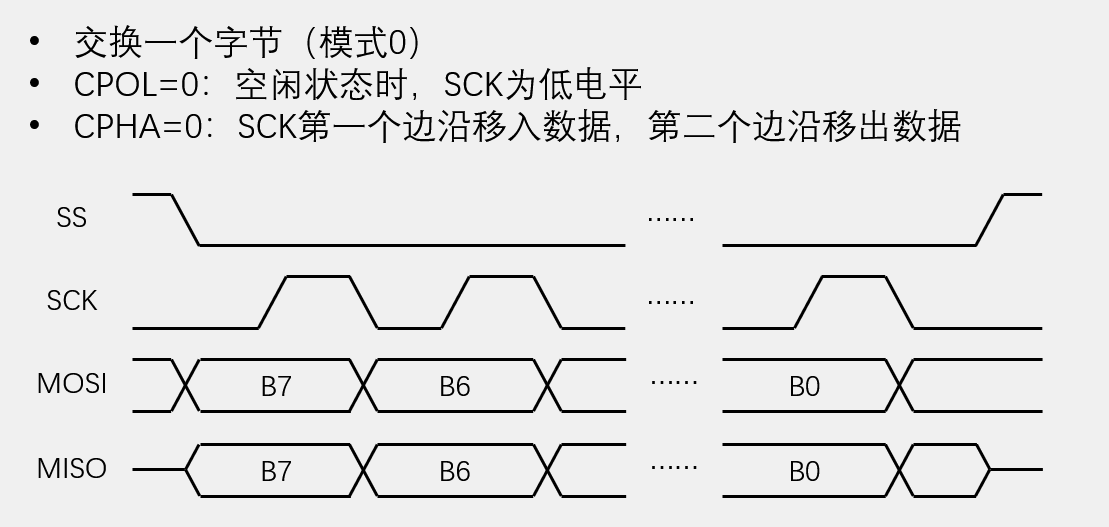 • 交换一个字节（模式0）
• CPOL=0：空闲状态时，SCK为低电平
• CPHA=0：SCK第一个边沿移入数据，第二个边沿移出数据
SS ……
SCK ……
MOSI B7 B6 …… B0
MISO B7 B6 …… B0